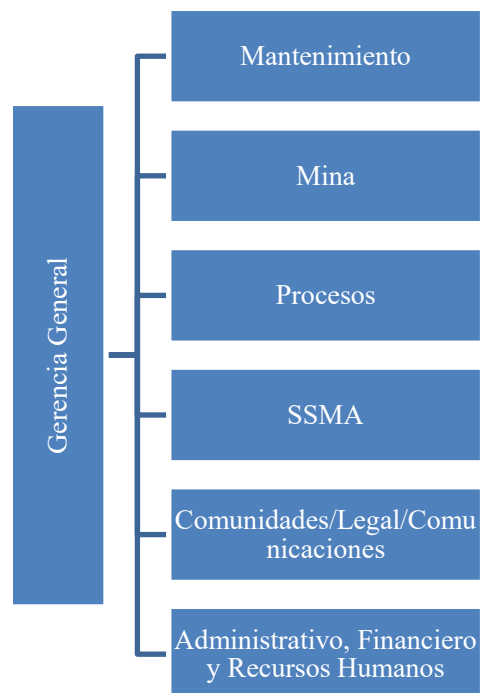 Gerencia General
Mantenimiento
Mina
Procesos
SSMA
Comunidades/Legal/Comu
nicaciones
Administrativo, Financiero
y Recursos Humanos